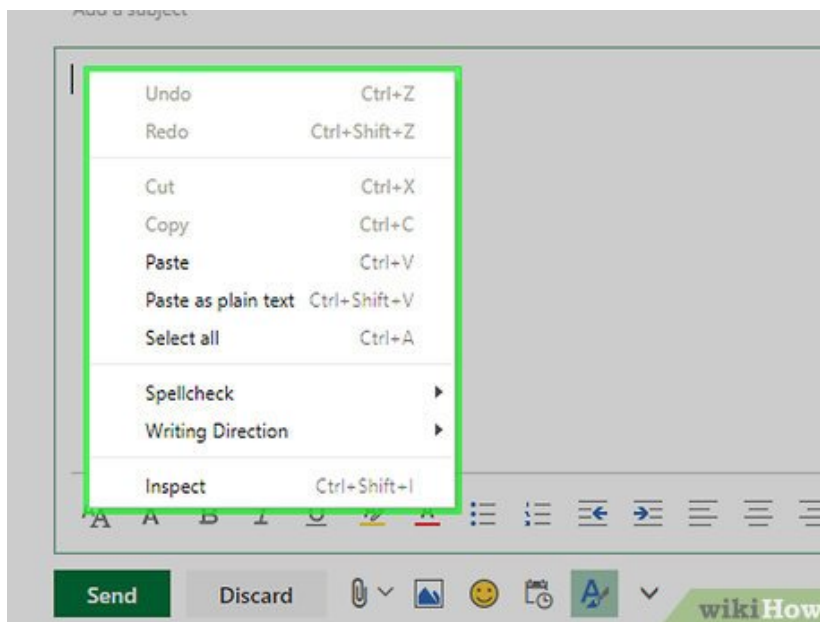 Add a subject
Undo Ctrl+Z
Redo Ctrl+Shift+Z
Cut Ctrl+X
Copy Ctrl+C
Paste Ctrl+V
Paste as plain text Ctrl+Shift+V
Select all Ctrl+A
Spellcheck
Writing Direction
Inspect Ctrl+Shift+I
AA A B I U A
Send Discard
wikiHow